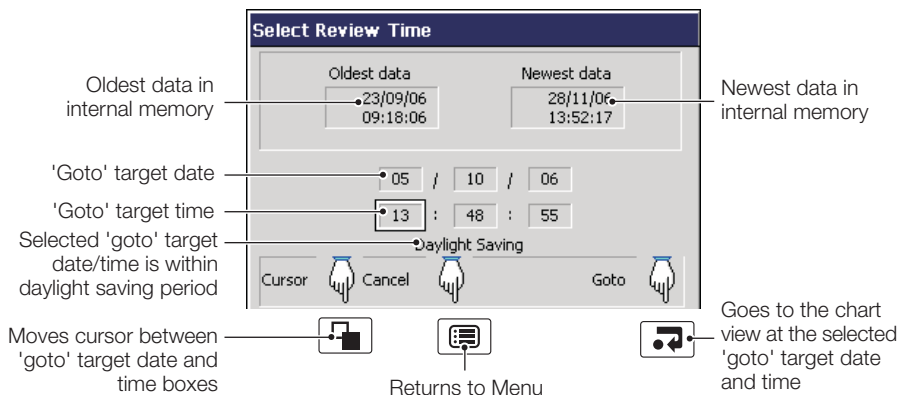 Select Review Time
Oldest data
Newest data
23/09/06
09:18:06
28/11/06
13:52:17
Oldest data in
internal memory
Newest data in
internal memory
'Goto' target date
05 / 10 / 06
'Goto' target time
13 : 48 : 55
Selected 'goto' target
date/time is within
daylight saving period
Daylight Saving
Cursor
Cancel
Goto
Moves cursor between
'goto' target date and
time boxes
Returns to Menu
Goes to the chart
view at the selected
'goto' target date
and time